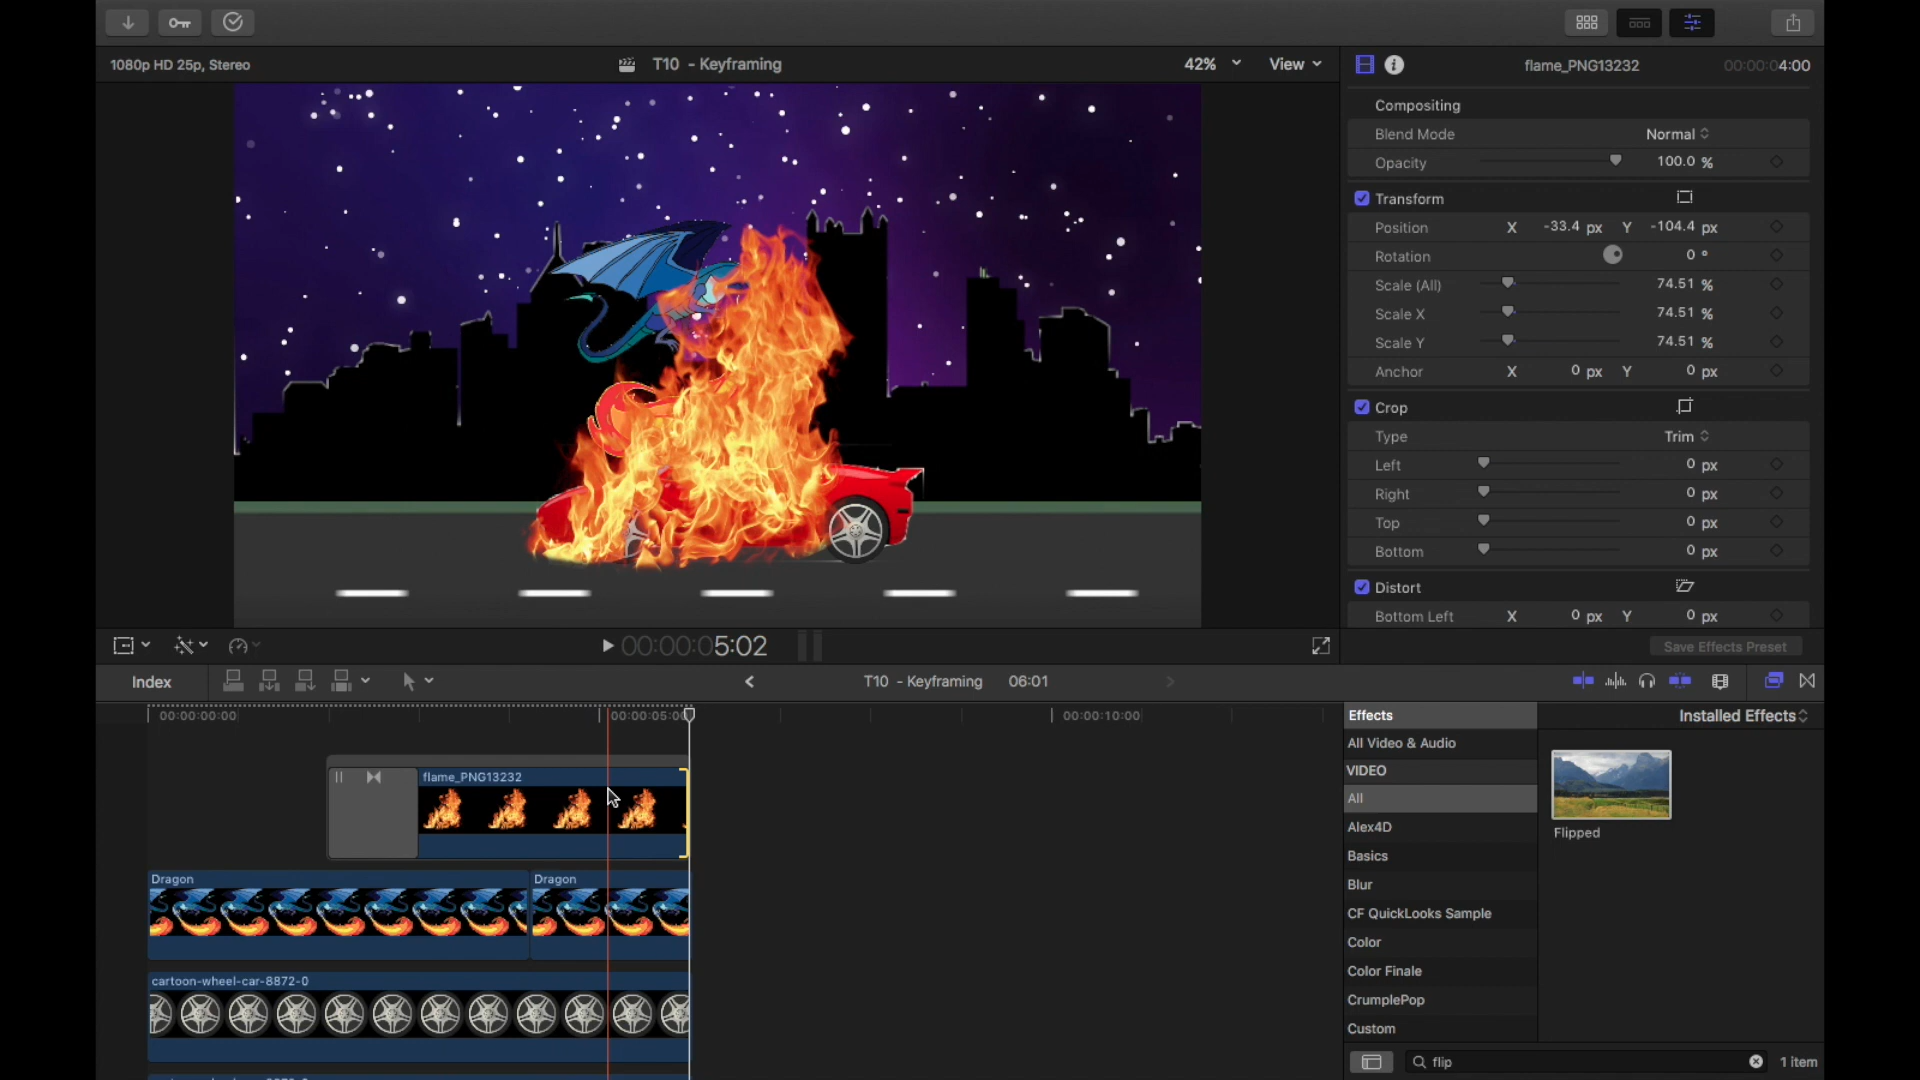 1080p HD 25p, Stereo
T10 - Keyframing
42%
View
flame_PNG13232
00:00:04:00
Compositing
Blend Mode
Normal
Opacity
100.0 %
Transform
Position X -33.4 px Y -104.4 px
Rotation 0 °
Scale (All) 74.51 %
Scale X 74.51 %
Scale Y 74.51 %
Anchor X 0 px Y 0 px
Crop
Type Trim
Left 0 px
Right 0 px
Top 0 px
Bottom 0 px
Distort
Bottom Left X 0 px Y 0 px
00:00:05:02
Save Effects Preset
Index
T10 - Keyframing 06:01
00:00:00:00
00:00:05:0
00:00:10:00
flame_PNG13232
Dragon
Dragon
cartoon-wheel-car-8872-0
Effects
Installed Effects
All Video & Audio
VIDEO
All
Alex4D
Basics
Blur
CF QuickLooks Sample
Color
Color Finale
CrumplePop
Custom
Flipped
flip
1 item